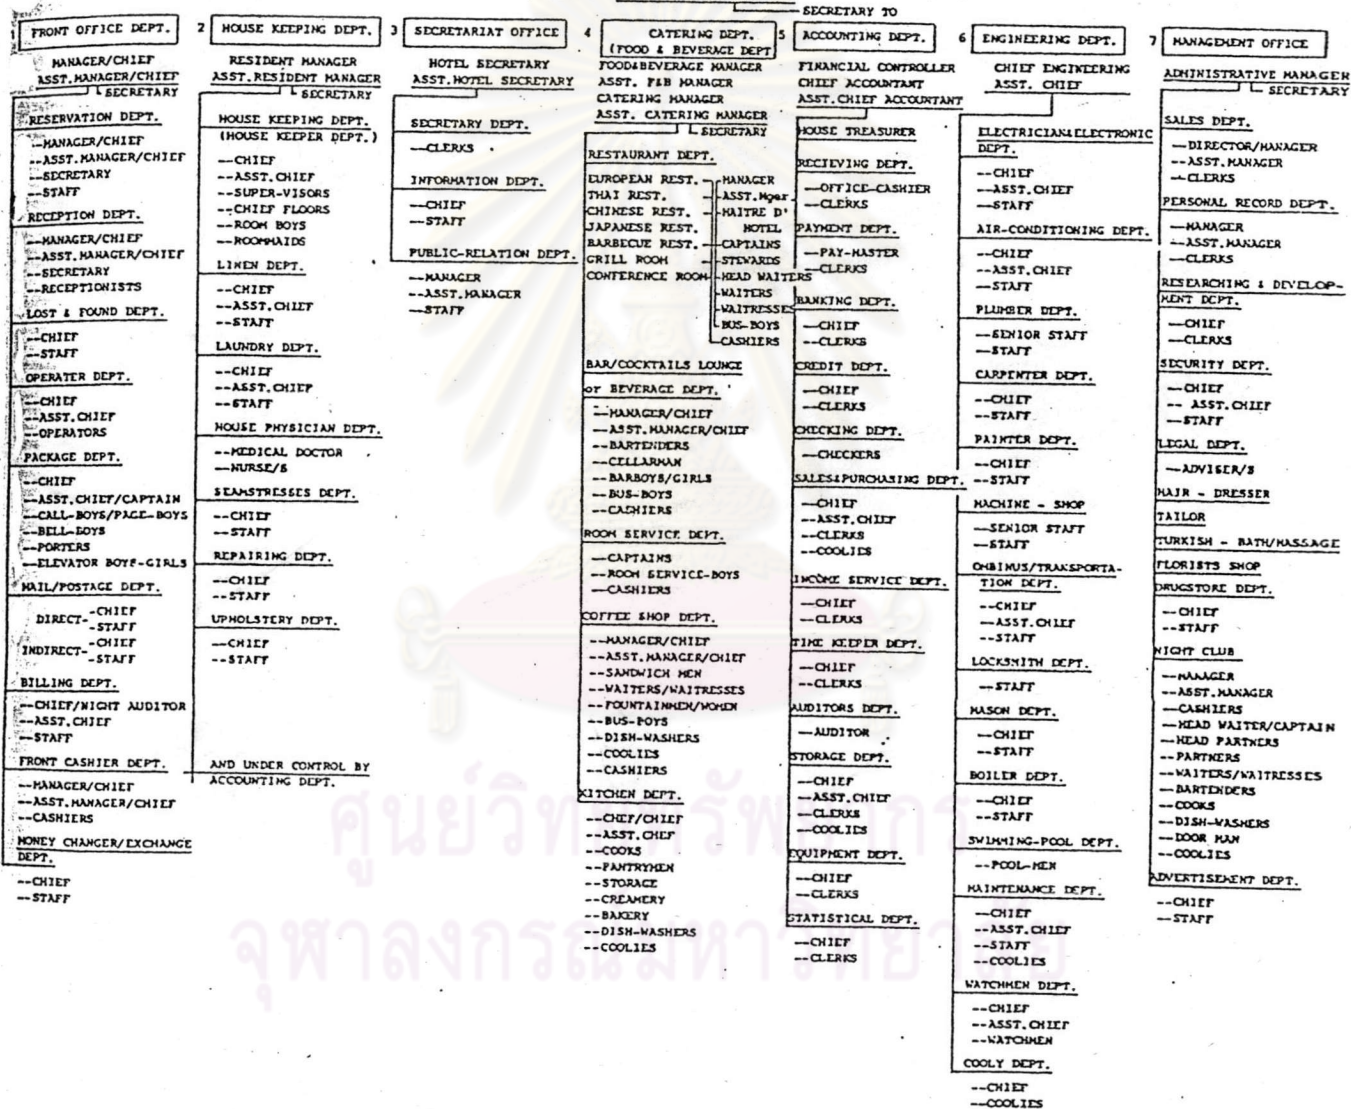 SECRETARY TO
1 FRONT OFFICE DEPT.
MANAGER/CHIEF
ASST.MANAGER/CHIEF
SECRETARY
RESERVATION DEPT.
--MANAGER/CHIEF
--ASST.MANAGER/CHIEF
--SECRETARY
--STAFF
RECEPTION DEPT.
--MANAGER/CHIEF
--ASST.MANAGER/CHIEF
--SECRETARY
--RECEPTIONISTS
LOST & FOUND DEPT.
--CHIEF
--STAFF
OPERATER DEPT.
--CHIEF
--ASST.CHIEF
--OPERATORS
PACKAGE DEPT.
--CHIEF
--ASST.CHIEF/CAPTAIN
--CALL-BOYS/PAGE-BOYS
--BELL-BOYS
--PORTERS
--ELEVATOR BOYS-GIRLS
MAIL/POSTAGE DEPT.
DIRECT- -CHIEF
-STAFF
INDIRECT- -CHIEF
-STAFF
BILLING DEPT.
--CHIEF/NIGHT AUDITOR
--ASST.CHIEF
--STAFF
FRONT CASHIER DEPT.
--MANAGER/CHIEF
--ASST.MANAGER/CHIEF
--CASHIERS
MONEY CHANGER/EXCHANGE
DEPT.
--CHIEF
--STAFF
2 HOUSE KEEPING DEPT.
RESIDENT MANAGER
ASST.RESIDENT MANAGER
SECRETARY
HOUSE KEEPING DEPT.
(HOUSE KEEPER DEPT.)
--CHIEF
--ASST.CHIEF
--SUPER-VISORS
--CHIEF FLOORS
--ROOM BOYS
--ROOMMAIDS
LINEN DEPT.
--CHIEF
--ASST.CHIEF
--STAFF
LAUNDRY DEPT.
--CHIEF
--ASST.CHIEF
--STAFF
HOUSE PHYSICIAN DEPT.
--MEDICAL DOCTOR
--NURSE/S
SEAMSTRESSES DEPT.
--CHIEF
--STAFF
REPAIRING DEPT.
--CHIEF
--STAFF
UPHOLSTERY DEPT.
--CHIEF
--STAFF
AND UNDER CONTROL BY
ACCOUNTING DEPT.
3 SECRETARIAT OFFICE
HOTEL SECRETARY
ASST.HOTEL SECRETARY
SECRETARY DEPT.
--CLERKS
INFORMATION DEPT.
--CHIEF
--STAFF
PUBLIC-RELATION DEPT.
--MANAGER
--ASST.MANAGER
--STAFF
4 CATERING DEPT.
(FOOD & BEVERAGE DEPT
FOOD&BEVERAGE MANAGER
ASST. F&B MANAGER
CATERING MANAGER
ASST. CATERING MANAGER
SECRETARY
RESTAURANT DEPT.
EUROPEAN REST.
THAI REST.
CHINESE REST.
JAPANESE REST.
BARBECUE REST.
GRILL ROOM
CONFERENCE ROOM
MANAGER
ASST.Mger.
MAITRE D'
HOTEL
CAPTAINS
STEWARDS
HEAD WAITERS
WAITERS
WAITRESSES
BUS-BOYS
CASHIERS
BAR/COCKTAILS LOUNGE
or BEVERAGE DEPT.
--MANAGER/CHIEF
--ASST.MANAGER/CHIEF
--BARTENDERS
--CELLARMAN
--BARBOYS/GIRLS
--BUS-BOYS
--CASHIERS
ROOM SERVICE DEPT.
--CAPTAINS
--ROOM SERVICE-BOYS
--CASHIERS
COFFEE SHOP DEPT.
--MANAGER/CHIEF
--ASST.MANAGER/CHIEF
--SANDWICH MEN
--WAITERS/WAITRESSES
--FOUNTAINMEN/WOMEN
--BUS-BOYS
--DISH-WASHERS
--COOLIES
--CASHIERS
KITCHEN DEPT.
--CHEF/CHIEF
--ASST.CHEF
--COOKS
--PANTRYMEN
--STORAGE
--CREAMERY
--BAKERY
--DISH-WASHERS
--COOLIES
5 ACCOUNTING DEPT.
FINANCIAL CONTROLLER
CHIEF ACCOUNTANT
ASST.CHIEF ACCOUNTANT
HOUSE TREASURER
RECIEVING DEPT.
--OFFICE-CASHIER
--CLERKS
PAYMENT DEPT.
--PAY-MASTER
--CLERKS
BANKING DEPT.
--CHIEF
--CLERKS
CREDIT DEPT.
--CHIEF
--CLERKS
CHECKING DEPT.
--CHECKERS
SALES&PURCHASING DEPT.
--CHIEF
--ASST.CHIEF
--CLERKS
--COOLIES
INCOME SERVICE DEPT.
--CHIEF
--CLERKS
TIME KEEPER DEPT.
--CHIEF
--CLERKS
AUDITORS DEPT.
--AUDITOR
STORAGE DEPT.
--CHIEF
--ASST.CHIEF
--CLERKS
--COOLIES
EQUIPMENT DEPT.
--CHIEF
--CLERKS
STATISTICAL DEPT.
--CHIEF
--CLERKS
6 ENGINEERING DEPT.
CHIEF ENGINEERING
ASST. CHIEF
ELECTRICIAN&ELECTRONIC
DEPT.
--CHIEF
--ASST.CHIEF
--STAFF
AIR-CONDITIONING DEPT.
--CHIEF
--ASST.CHIEF
--STAFF
PLUMBER DEPT.
--SENIOR STAFF
--STAFF
CARPENTER DEPT.
--CHIEF
--STAFF
PAINTER DEPT.
--CHIEF
--STAFF
MACHINE - SHOP
--SENIOR STAFF
--STAFF
OMBINUS/TRANSPORTA-
TION DEPT.
--CHIEF
--ASST.CHIEF
--STAFF
LOCKSMITH DEPT.
--STAFF
MASON DEPT.
--CHIEF
--STAFF
BOILER DEPT.
--CHIEF
--STAFF
SWIMMING-POOL DEPT.
--POOL-MEN
MAINTENANCE DEPT.
--CHIEF
--ASST.CHIEF
--STAFF
--COOLIES
WATCHMEN DEPT.
--CHIEF
--ASST.CHIEF
--WATCHMEN
COOLY DEPT.
--CHIEF
--COOLIES
7 MANAGEMENT OFFICE
ADMINISTRATIVE MANAGER
SECRETARY
SALES DEPT.
--DIRECTOR/MANAGER
--ASST.MANAGER
--CLERKS
PERSONAL RECORD DEPT.
--MANAGER
--ASST.MANAGER
--CLERKS
RESEARCHING & DEVELOP-
MENT DEPT.
--CHIEF
--CLERKS
SECURITY DEPT.
--CHIEF
-- ASST.CHIEF
--STAFF
LEGAL DEPT.
--ADVISER/S
HAIR - DRESSER
TAILOR
TURKISH - BATH/MASSAGE
FLORISTS SHOP
DRUGSTORE DEPT.
--CHIEF
--STAFF
NIGHT CLUB
--MANAGER
--ASST.MANAGER
--CASHIERS
--HEAD WAITER/CAPTAIN
--HEAD PARTNERS
--PARTNERS
--WAITERS/WAITRESSES
--BARTENDERS
--COOKS
--DISH-WASHERS
--DOOR MAN
--COOLIES
ADVERTISEMENT DEPT.
--CHIEF
--STAFF
ศูนย์วิทยทรัพยากร
จุฬาลงกรณ์มหาวิทยาลัย